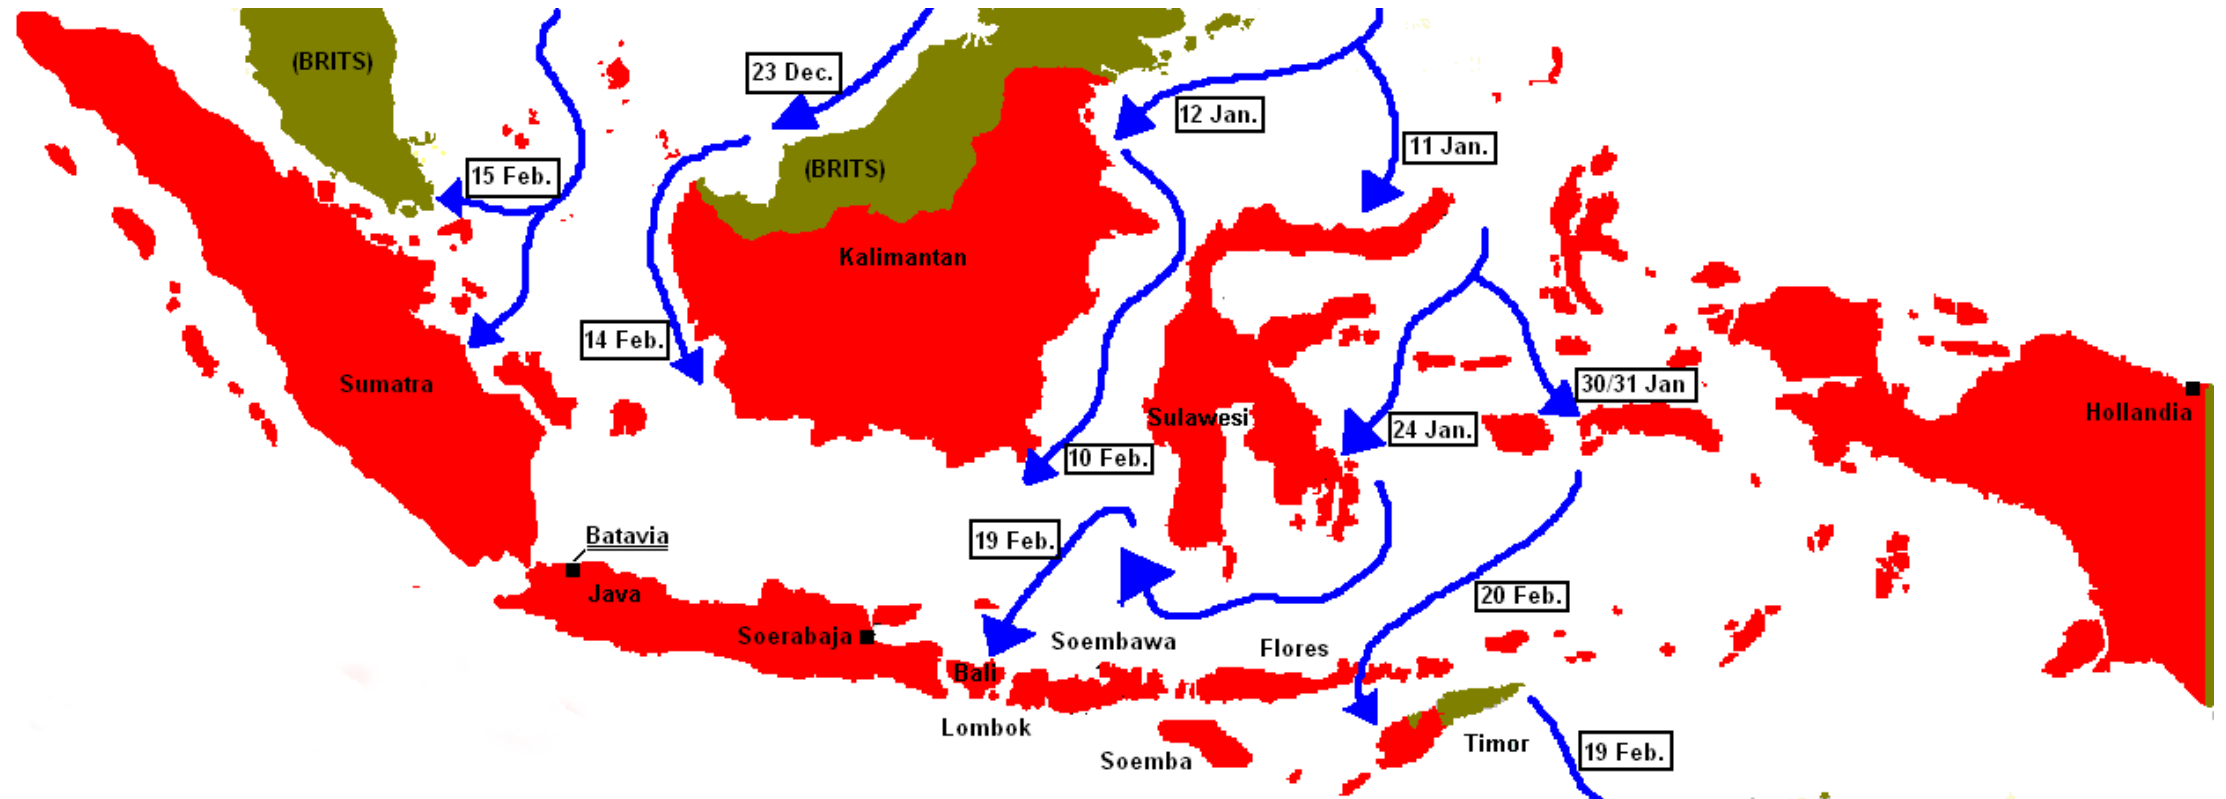 (BRITS)
23 Dec.
12 Jan.
11 Jan.
15 Feb.
(BRITS)
Kalimantan
14 Feb.
Sumatra
30/31 Jan
Hollandia
Sulawesi
24 Jan.
10 Feb.
19 Feb.
Batavia
Java
20 Feb.
Soerabaja
Soembawa
Flores
Bali
Lombok
Timor
19 Feb.
Soemba